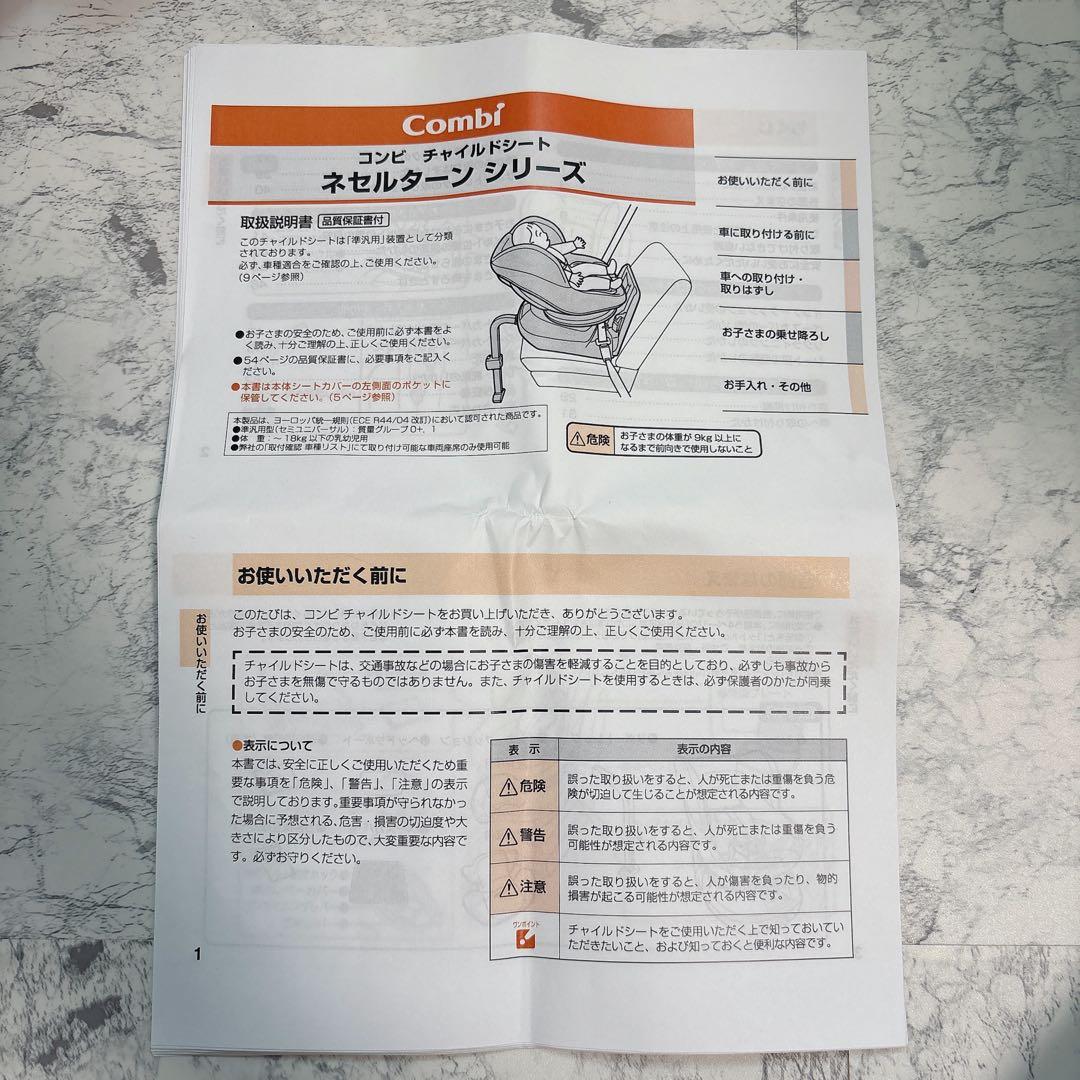 Combi
コンビ チャイルドシート
ネセルターン シリーズ
取扱説明書 品質保証書付
このチャイルドシートは「準汎用」装置として分類
されております。
必ず、車種適合をご確認の上、ご使用ください。
(9ページ参照)
●お子さまの安全のため、ご使用前に必ず本書をよ
く読み、十分ご理解の上、正しくご使用ください。
●54ページの品質保証書に、必要事項をご記入く
ださい。
●本書は本体シートカバーの左側面のポケットに
保管してください。(5ページ参照)
本製品は、ヨーロッパ統一規則(ECE R44/04 改訂)において認可された商品です。
●準汎用型(セミユニバーサル):質量グループ0+、1
●体 重:~18kg以下の乳幼児用
●弊社の「取付確認 車種リスト」にて取り付け可能な車両座席のみ使用可能
お使いいただく前に
車に取り付ける前に
車への取り付け・
取りはずし
お子さまの乗せ降ろし
お手入れ・その他
危険
お子さまの体重が9kg以上に
なるまで前向きで使用しないこと
お使いいただく前に
お使いいただく前に
このたびは、コンビ チャイルドシートをお買い上げいただき、ありがとうございます。
お子さまの安全のため、ご使用前に必ず本書を読み、十分ご理解の上、正しくご使用ください。
チャイルドシートは、交通事故などの場合にお子さまの傷害を軽減することを目的としており、必ずしも事故から
お子さまを無傷で守るものではありません。また、チャイルドシートを使用するときは、必ず保護者のかたが同乗
してください。
●表示について
本書では、安全に正しくご使用いただくため重
要な事項を「危険」、「警告」、「注意」の表示
で説明しております。重要事項が守られなかっ
た場合に予想される、危害・損害の切迫度や大
きさにより区分したもので、大変重要な内容で
す。必ずお守りください。
表 示 表示の内容
危険
誤った取り扱いをすると、人が死亡または重傷を負う危
険が切迫して生じることが想定される内容です。
警告
誤った取り扱いをすると、人が死亡または重傷を負う
可能性が想定される内容です。
注意
誤った取り扱いをすると、人が傷害を負ったり、物的
損害が起こる可能性が想定される内容です。
ワンポイント
チャイルドシートをご使用いただく上で知っておいてい
ただきたいこと、および知っておくと便利な内容です。
1